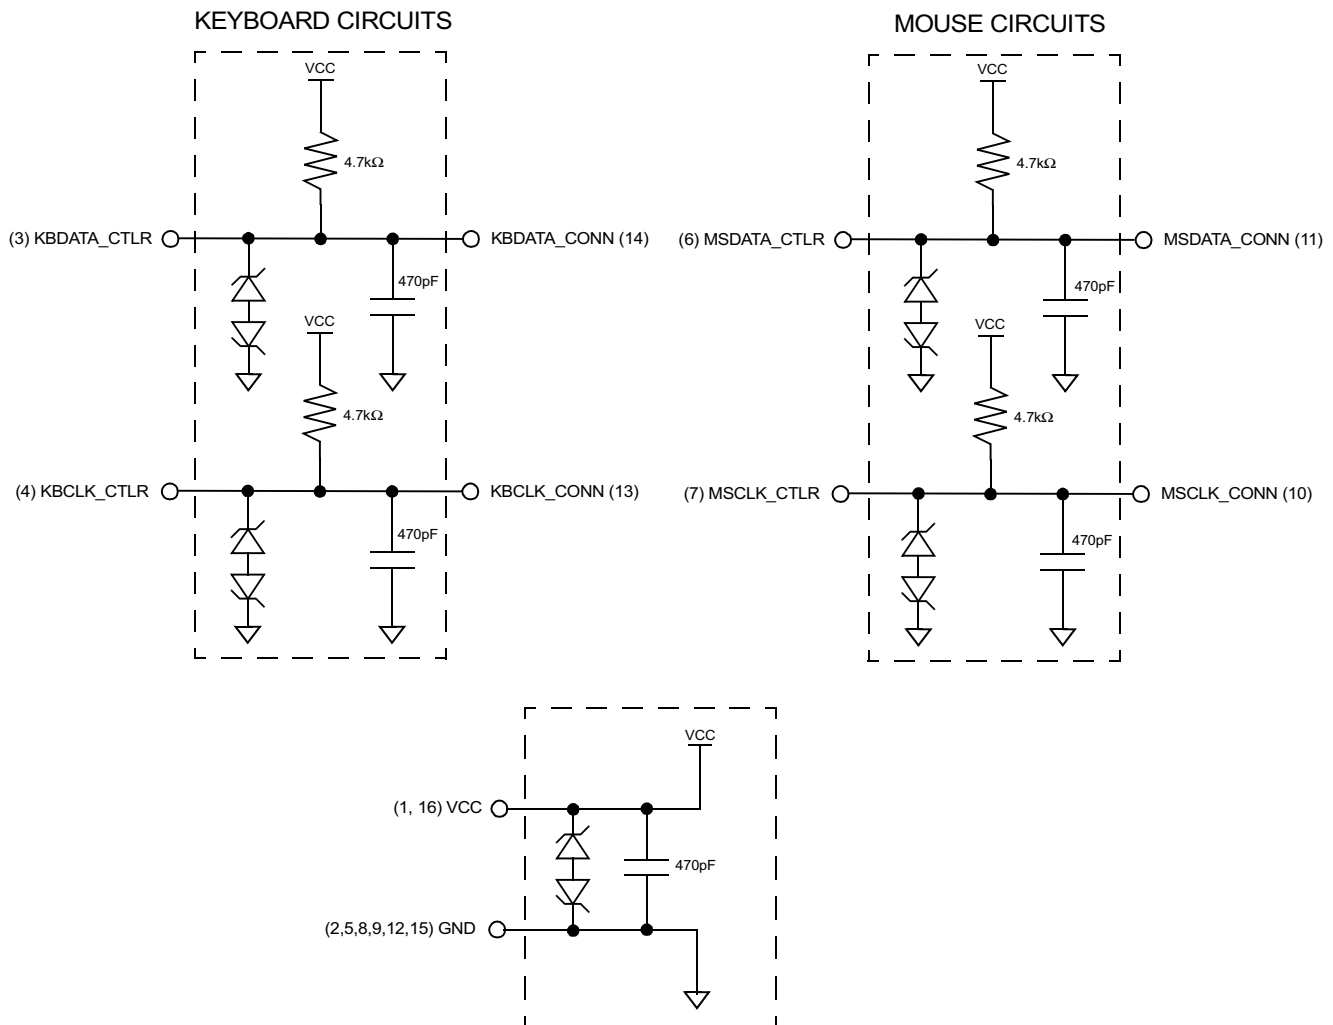 KEYBOARD CIRCUITS
VCC
4.7kΩ
(3) KBDATA_CTLR
KBDATA_CONN (14)
470pF
VCC
4.7kΩ
(4) KBCLK_CTLR
KBCLK_CONN (13)
470pF
MOUSE CIRCUITS
VCC
4.7kΩ
(6) MSDATA_CTLR
MSDATA_CONN (11)
470pF
VCC
4.7kΩ
(7) MSCLK_CTLR
MSCLK_CONN (10)
470pF
VCC
(1, 16) VCC
470pF
(2,5,8,9,12,15) GND